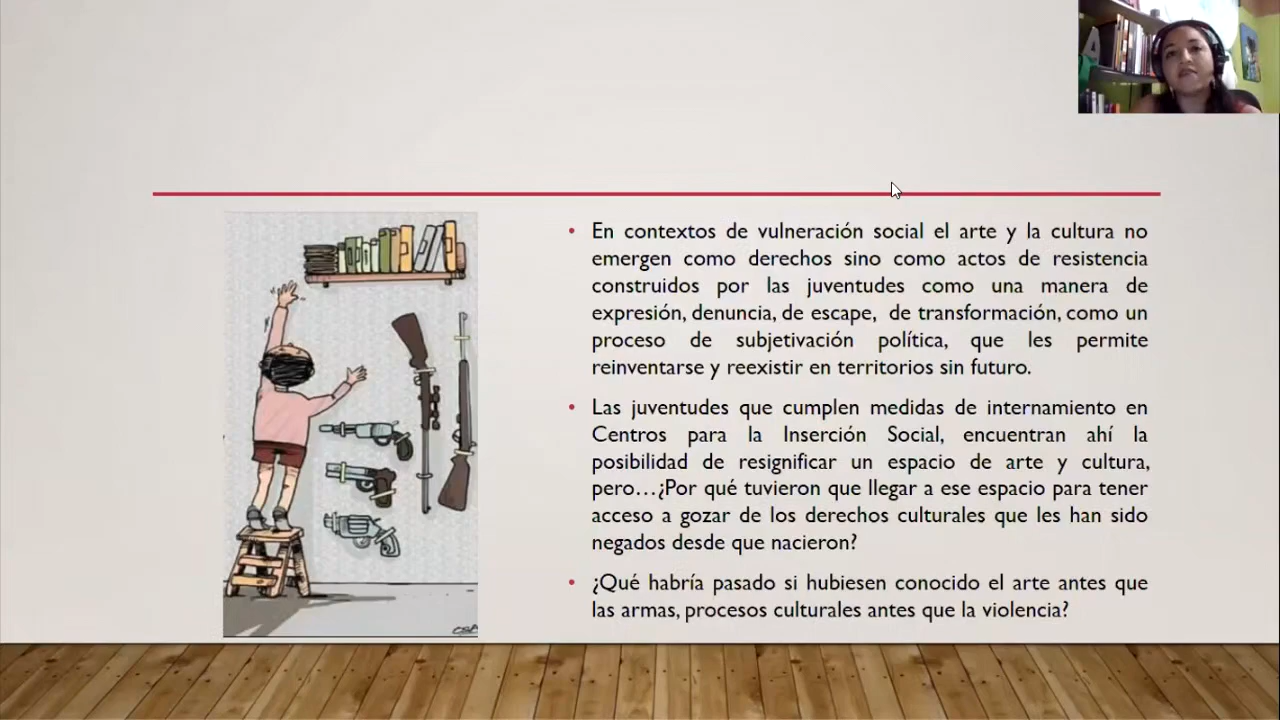 En contextos de vulneración social el arte y la cultura no
emergen como derechos sino como actos de resistencia
construidos por las juventudes como una manera de
expresión, denuncia, de escape, de transformación, como un
proceso de subjetivación política, que les permite
reinventarse y reexistir en territorios sin futuro.
Las juventudes que cumplen medidas de internamiento en
Centros para la Inserción Social, encuentran ahí la
posibilidad de resignificar un espacio de arte y cultura,
pero…¿Por qué tuvieron que llegar a ese espacio para tener
acceso a gozar de los derechos culturales que les han sido
negados desde que nacieron?
¿Qué habría pasado si hubiesen conocido el arte antes que
las armas, procesos culturales antes que la violencia?